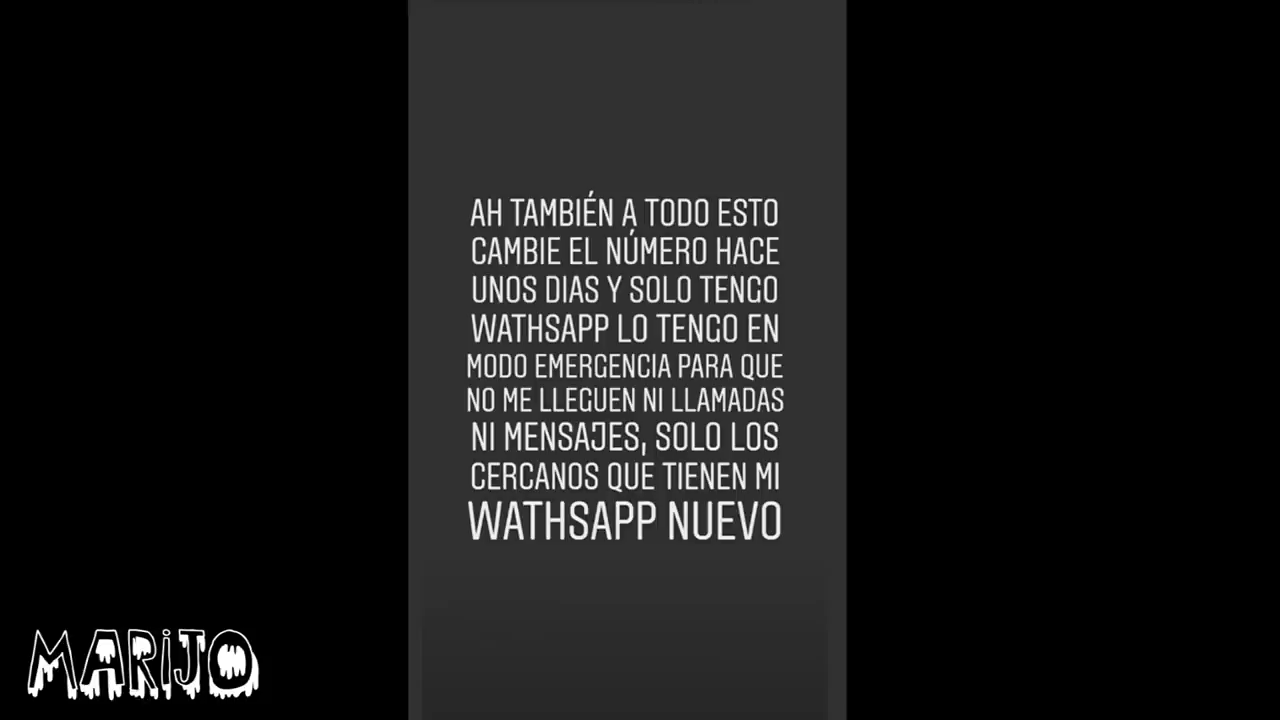 AH TAMBIÉN A TODO ESTO
CAMBIE EL NÚMERO HACE
UNOS DIAS Y SOLO TENGO
WATHSAPP LO TENGO EN
MODO EMERGENCIA PARA QUE
NO ME LLEGUEN NI LLAMADAS
NI MENSAJES, SOLO LOS
CERCANOS QUE TIENEN MI
WATHSAPP NUEVO
MARiJO